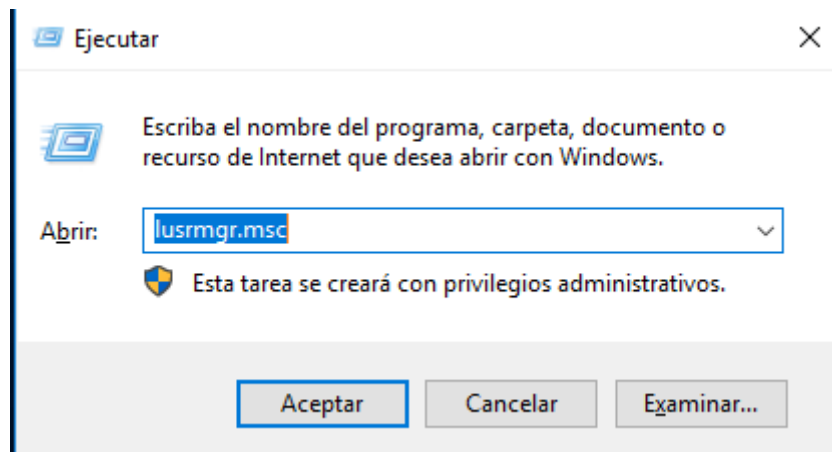 Ejecutar
Escriba el nombre del programa, carpeta, documento o
recurso de Internet que desea abrir con Windows.
Abrir: lusrmgr.msc
Esta tarea se creará con privilegios administrativos.
Aceptar Cancelar Examinar...